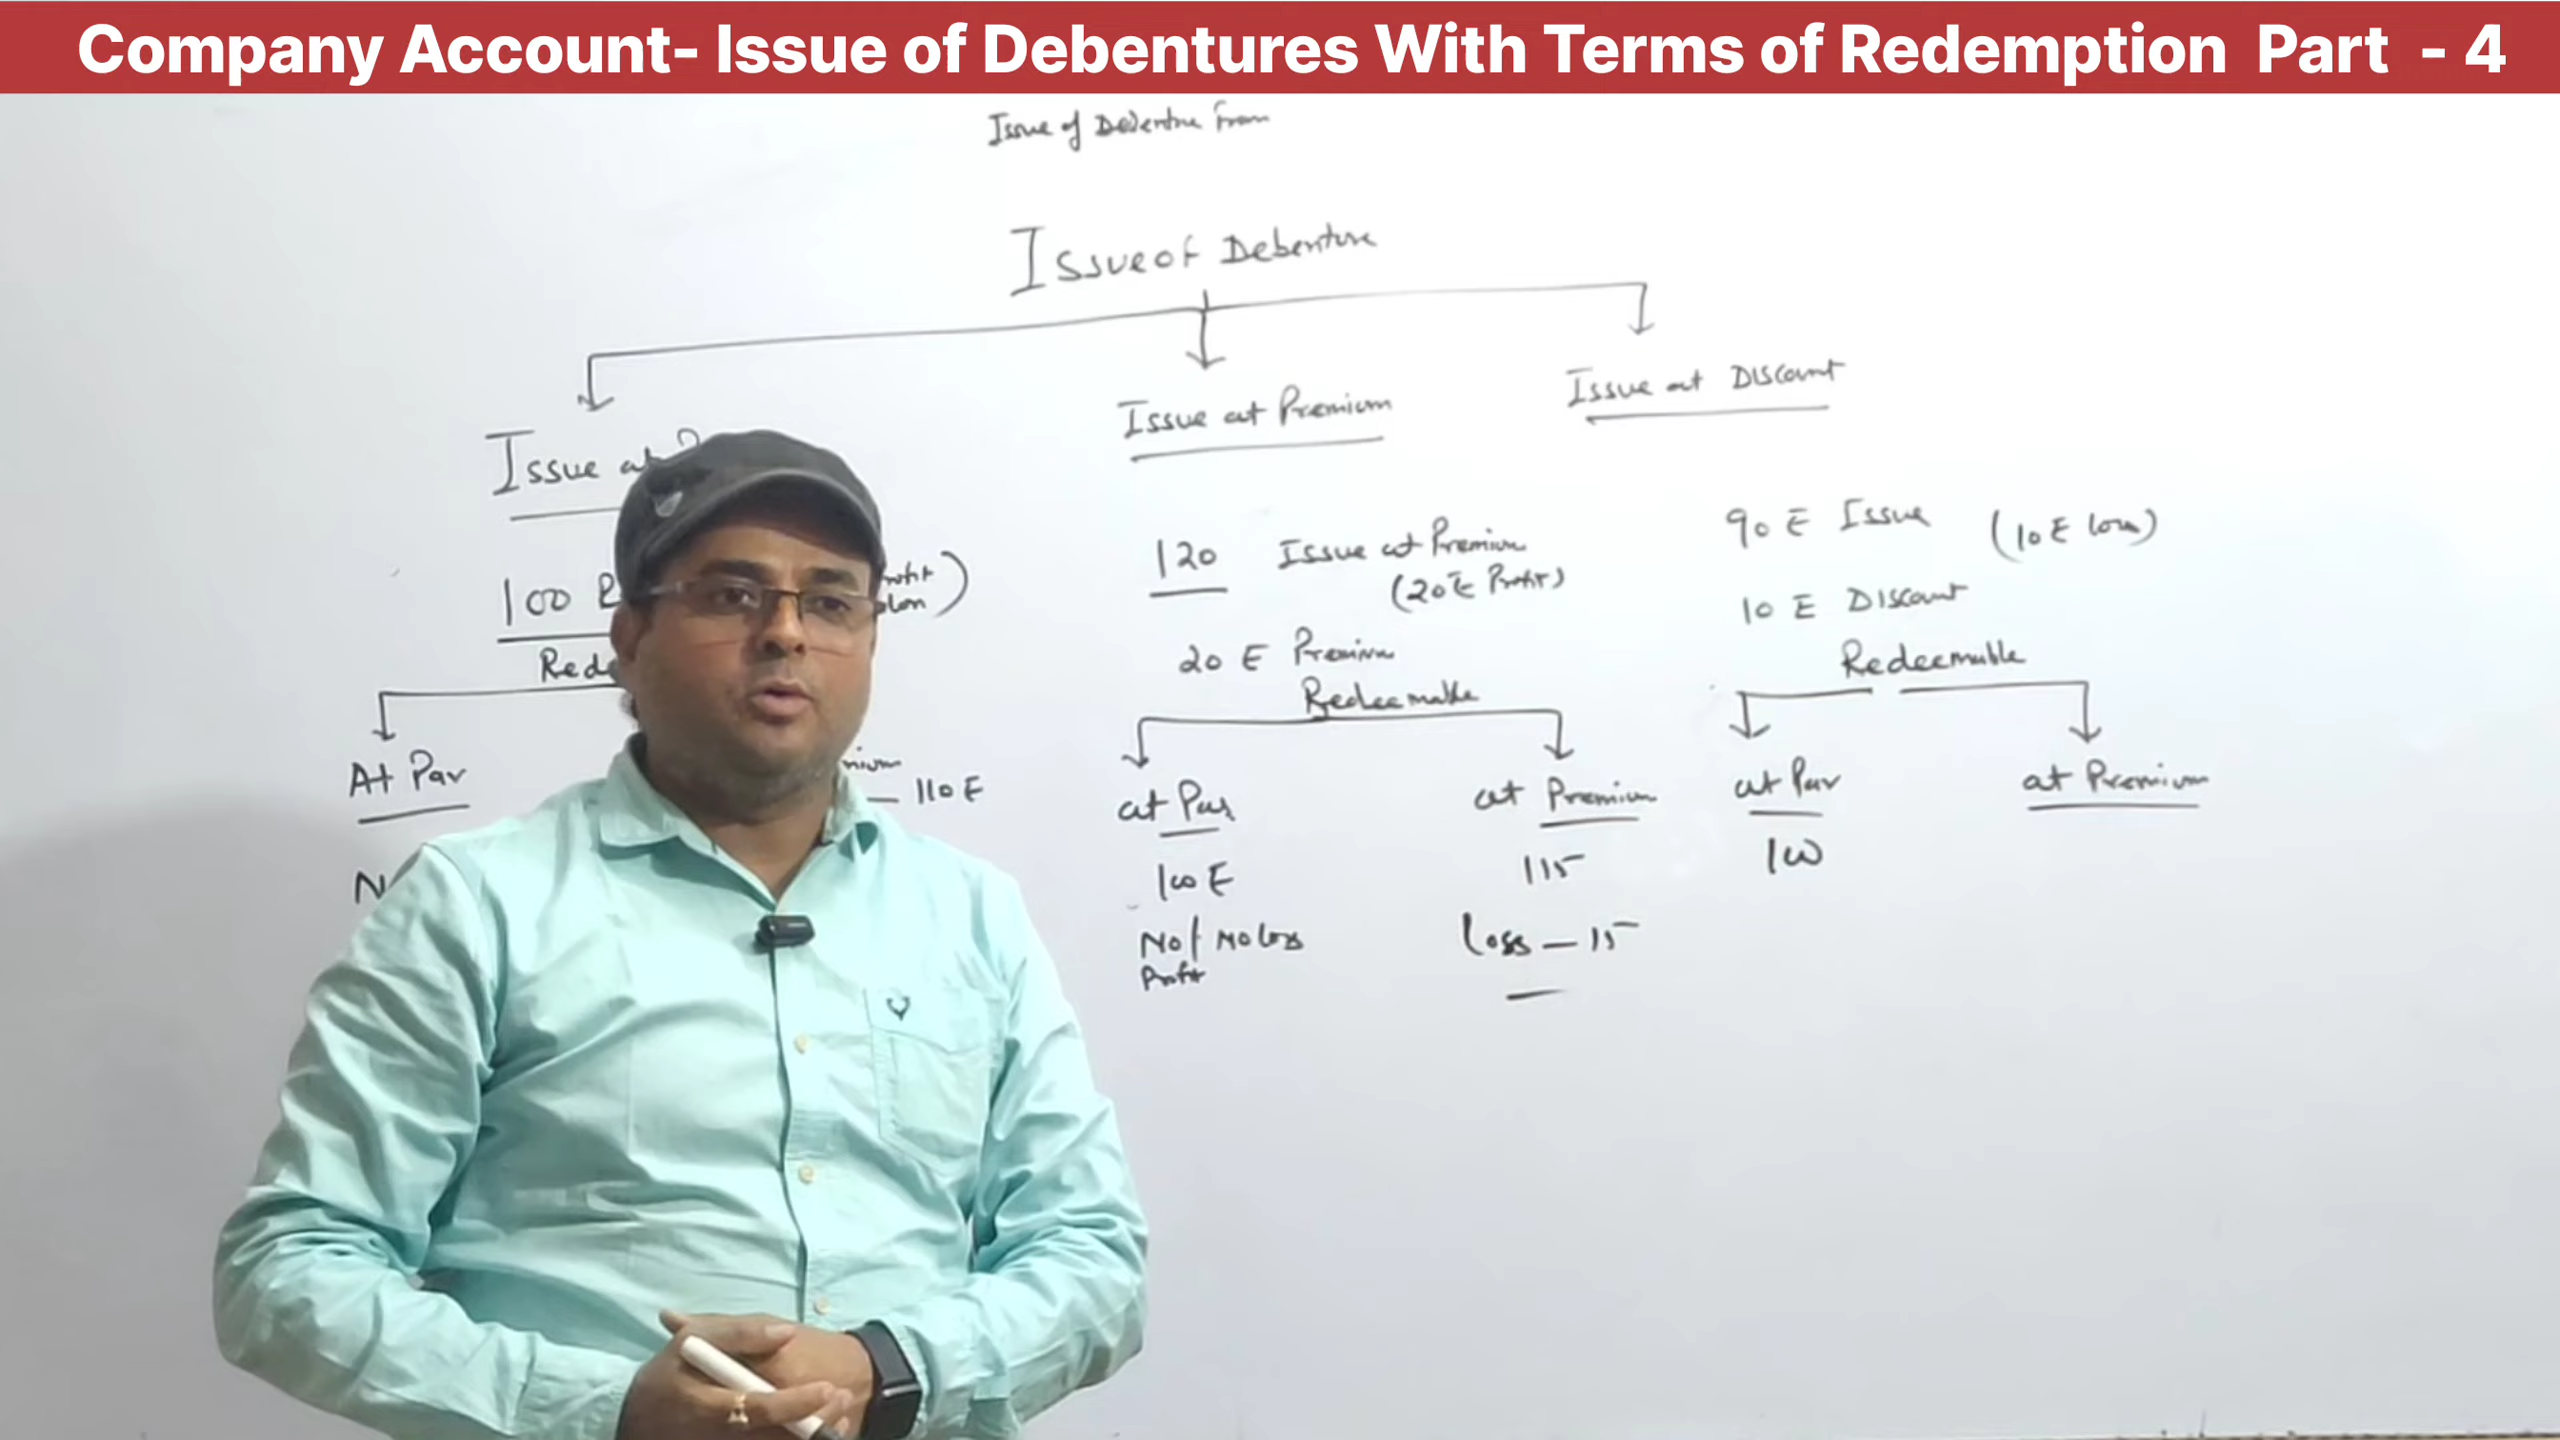 Company Account- Issue of Debentures With Terms of Redemption Part - 4
Issue of Debenture from
Issue of Debenture
Issue at
Issue at Premium
Issue at Discount
100
120 Issue at Premium
(20 E Profit)
20 E Premium
Redeemable
90 E Issue (10 E loss)
10 E Discount
Redeemable
At Par
110 E
at Par
at Premium
at Par
at Premium
100 E
115
100
No/ No loss
Profit
Loss — 15